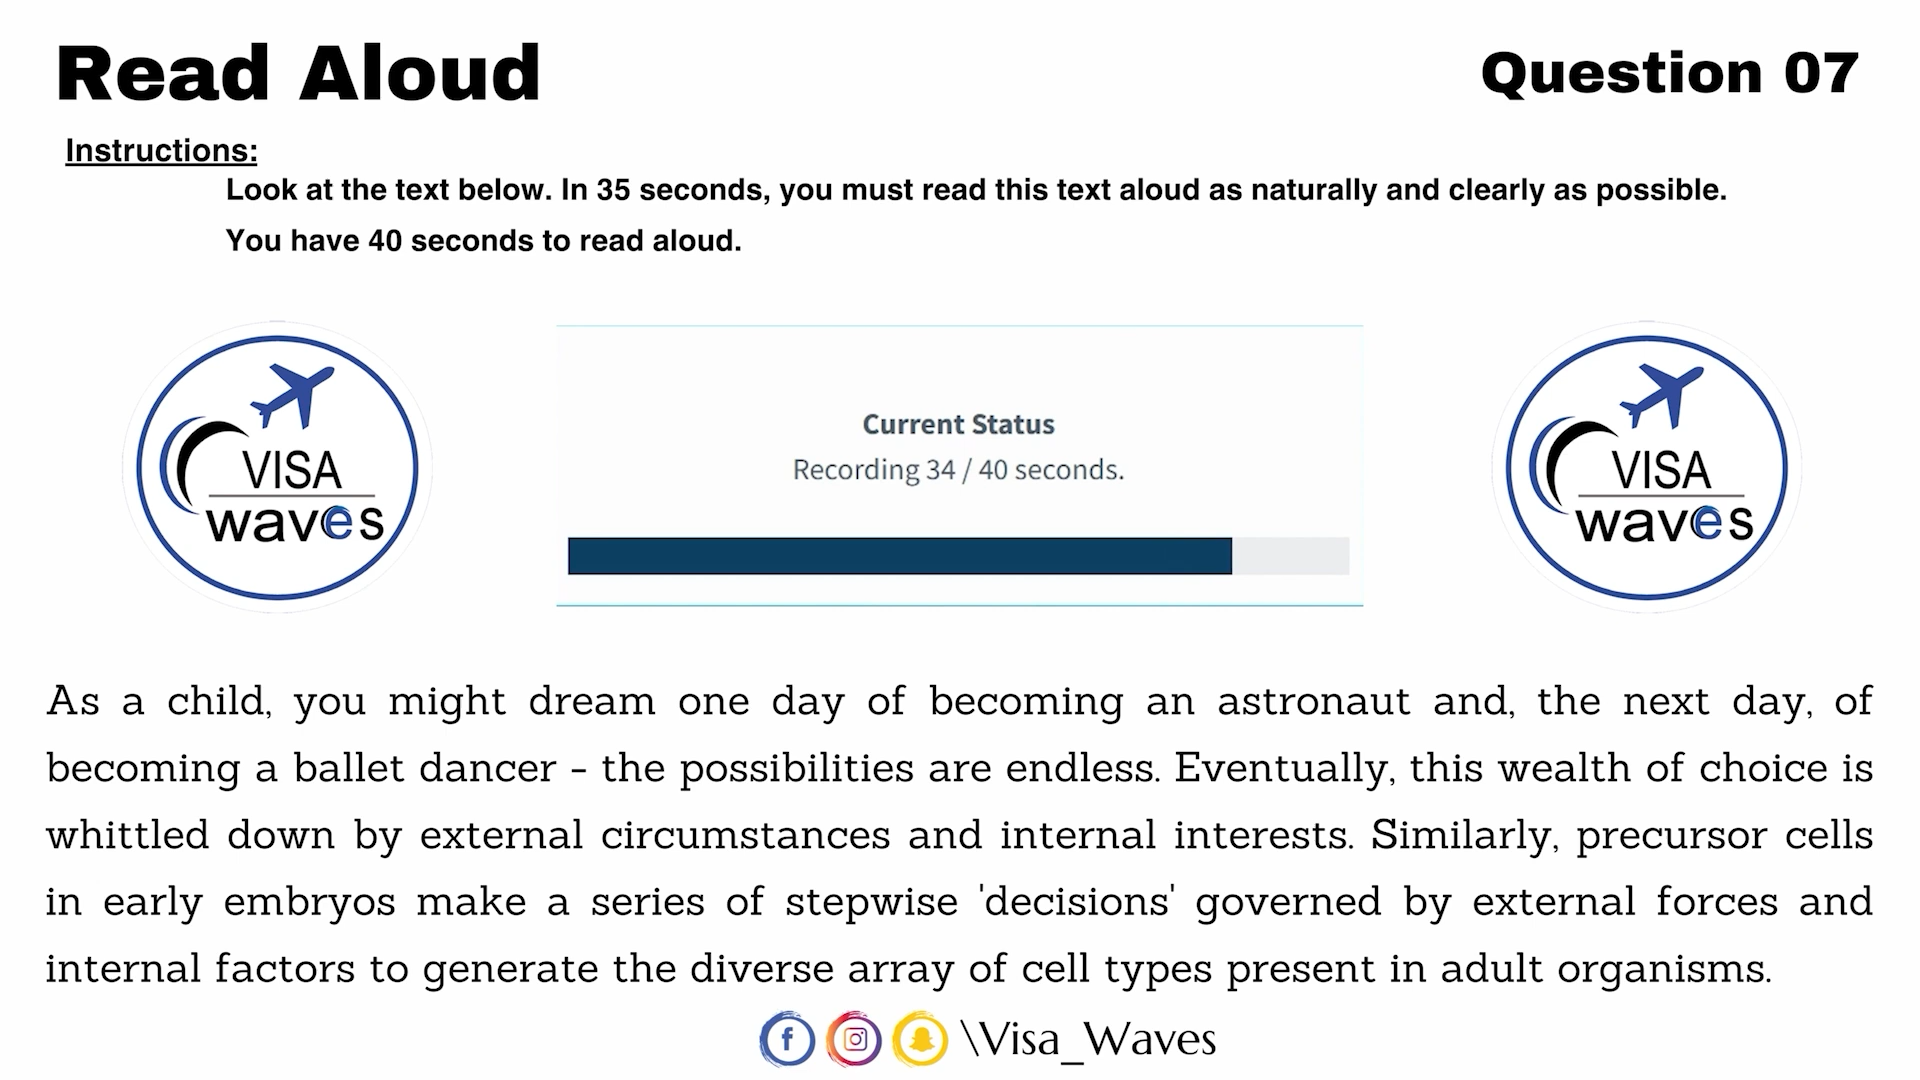 Read Aloud
Question 07
Instructions:
Look at the text below. In 35 seconds, you must read this text aloud as naturally and clearly as possible.
You have 40 seconds to read aloud.
VISA
waves
Current Status
Recording 34 / 40 seconds.
VISA
waves
As a child, you might dream one day of becoming an astronaut and, the next day, of
becoming a ballet dancer - the possibilities are endless. Eventually, this wealth of choice is
whittled down by external circumstances and internal interests. Similarly, precursor cells
in early embryos make a series of stepwise 'decisions' governed by external forces and
internal factors to generate the diverse array of cell types present in adult organisms.
\Visa_Waves